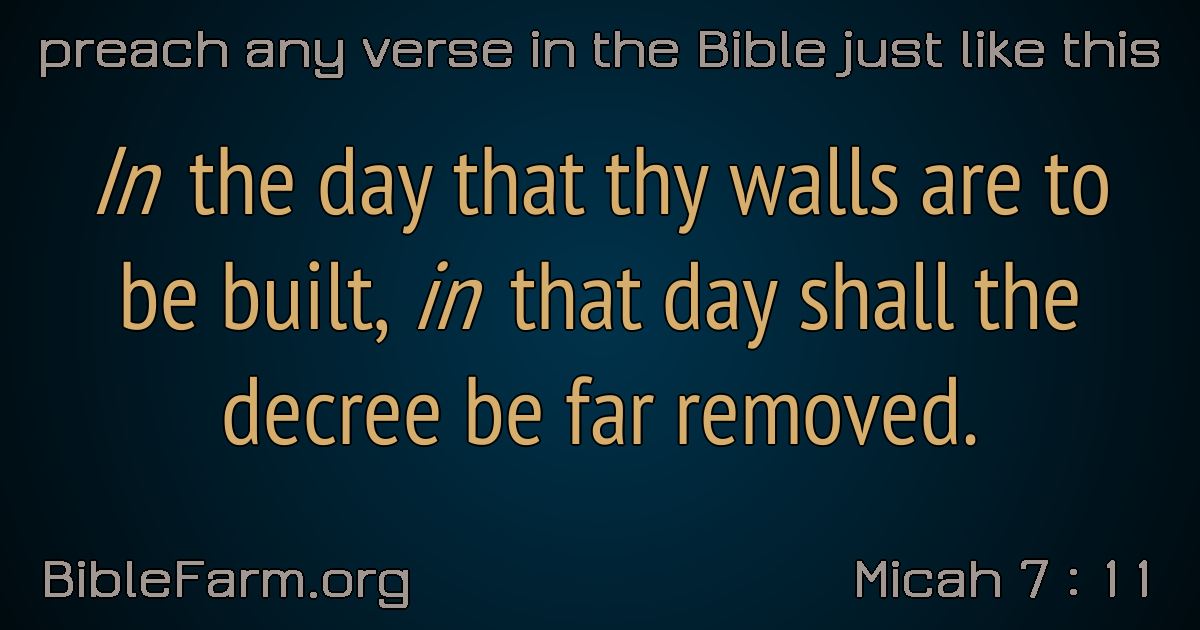 preach any verse in the Bible just like this
In the day that thy walls are to
be built, in that day shall the
decree be far removed.
BibleFarm.org
Micah 7 : 11